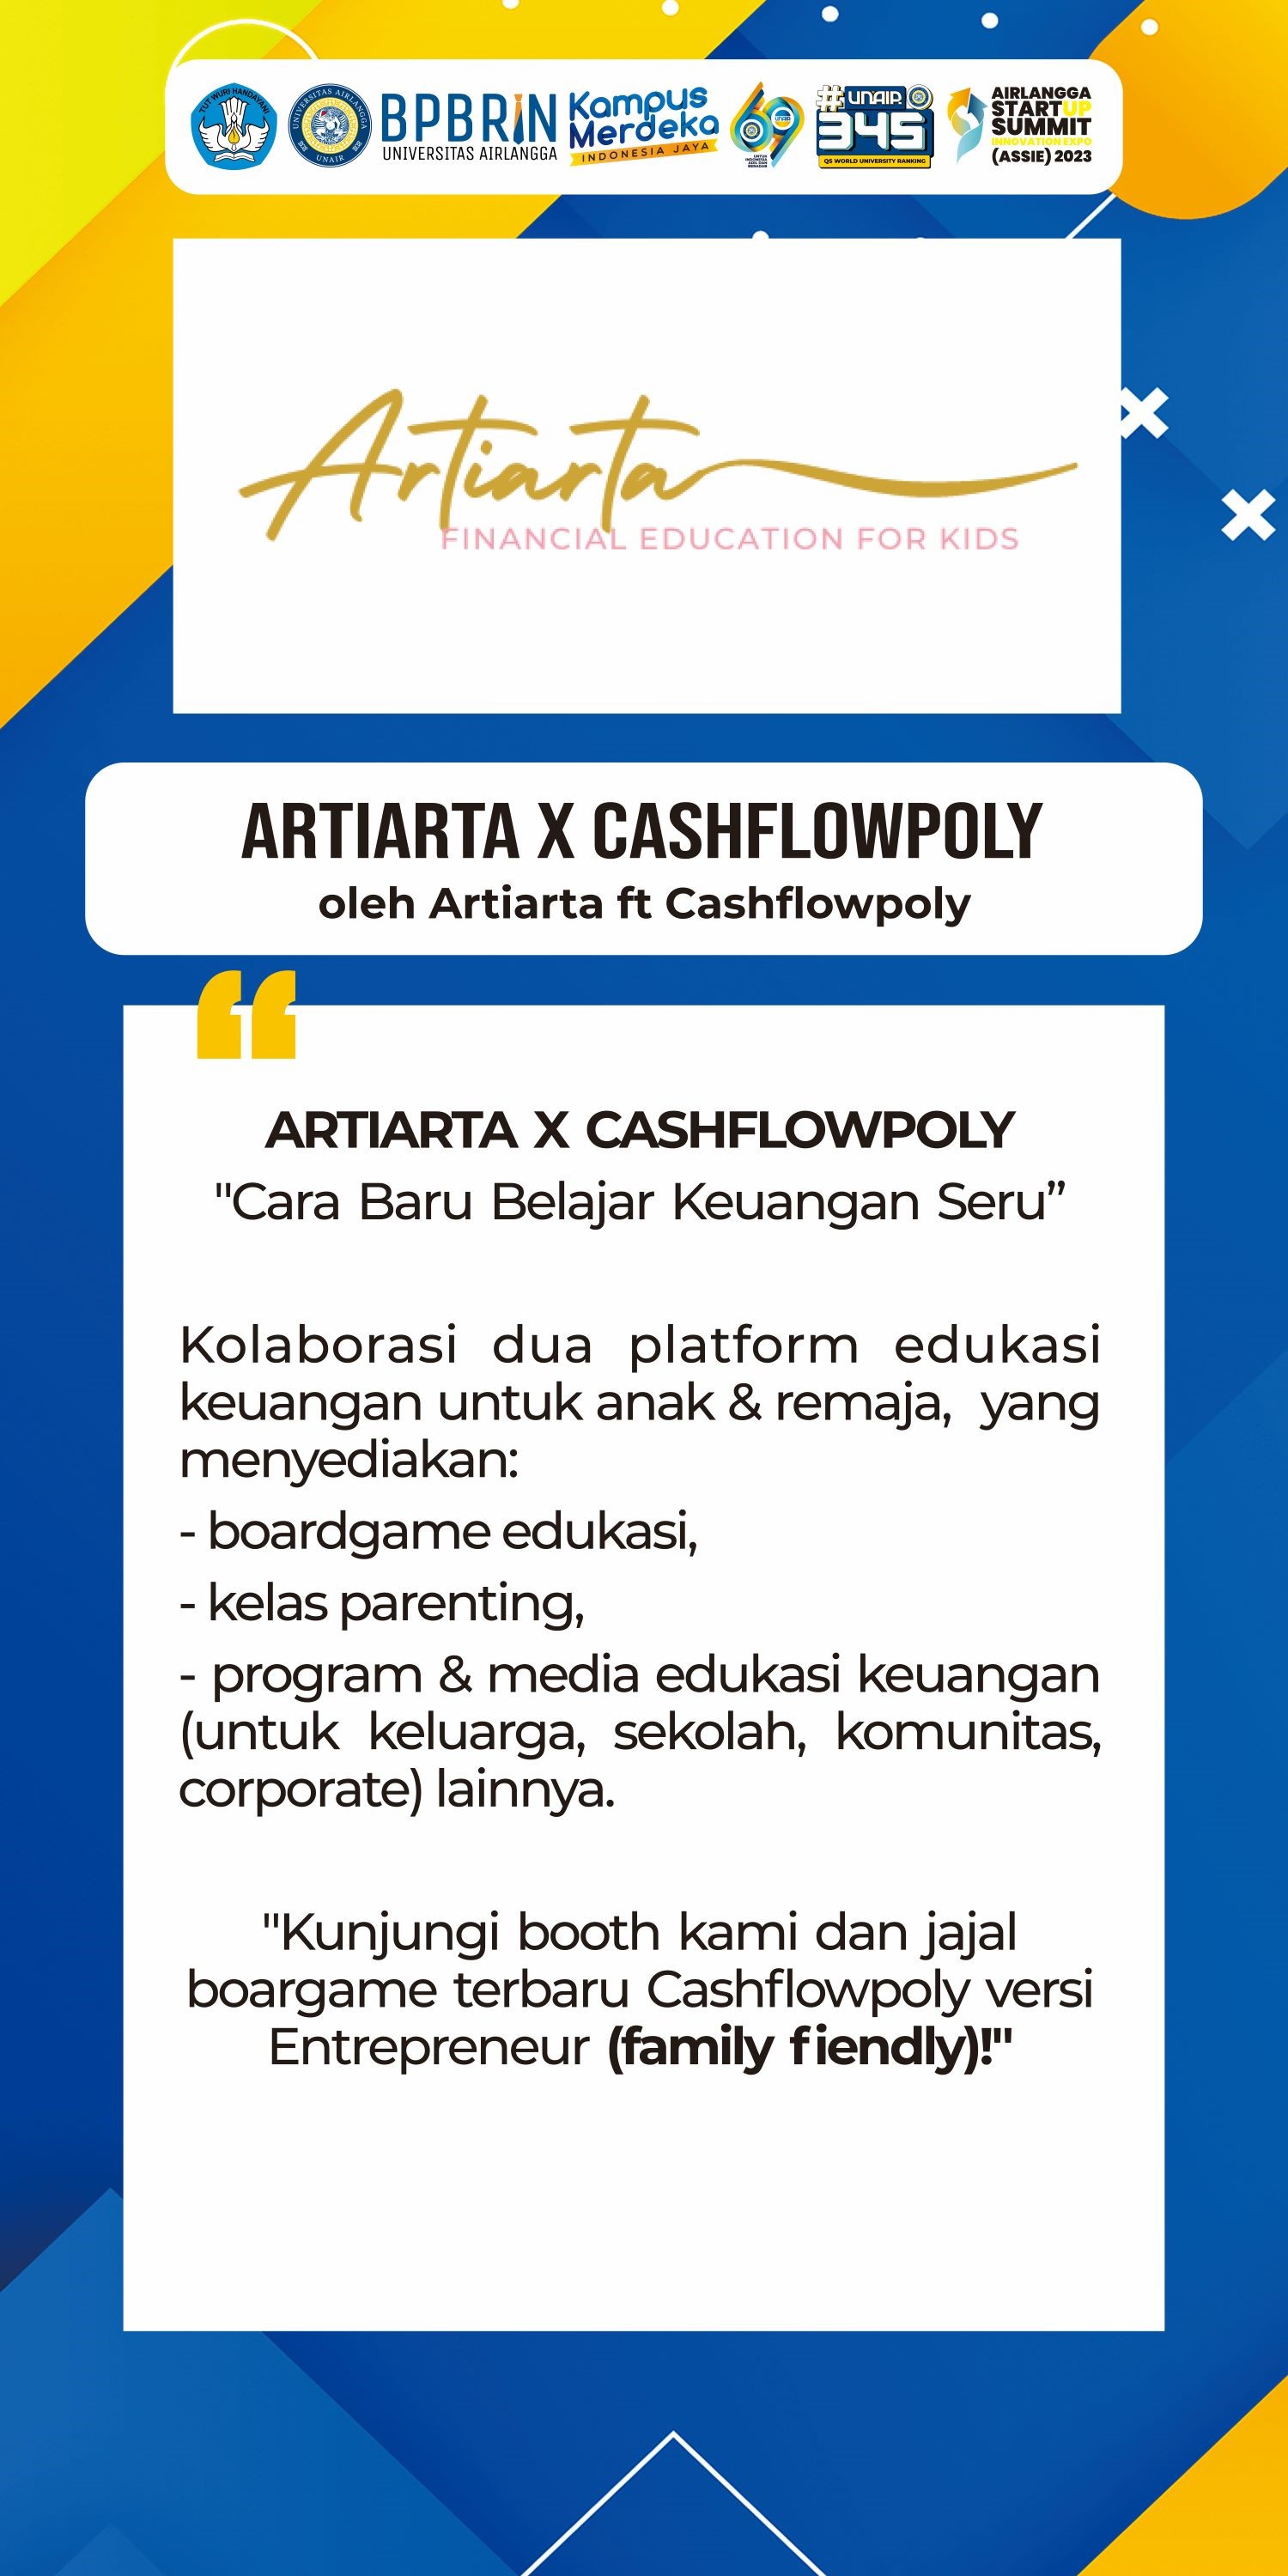 TUT WURI HANDAYANI
UNIVERSITAS AIRLANGGA
UNAIR
BPBRIN
UNIVERSITAS AIRLANGGA
Kampus
Merdeka
INDONESIA JAYA
69
#UNAIR
345
QS WORLD UNIVERSITY RANKING
AIRLANGGA
STARTUP
SUMMIT
INNOVATION EXPO
(ASSIE) 2023
Artiarta
FINANCIAL EDUCATION FOR KIDS
ARTIARTA X CASHFLOWPOLY
oleh Artiarta ft Cashflowpoly
“
ARTIARTA X CASHFLOWPOLY
"Cara Baru Belajar Keuangan Seru”
Kolaborasi dua platform edukasi
keuangan untuk anak & remaja, yang
menyediakan:
- boardgame edukasi,
- kelas parenting,
- program & media edukasi keuangan
(untuk keluarga, sekolah, komunitas,
corporate) lainnya.
"Kunjungi booth kami dan jajal
boargame terbaru Cashflowpoly versi
Entrepreneur (family fiendly)!"